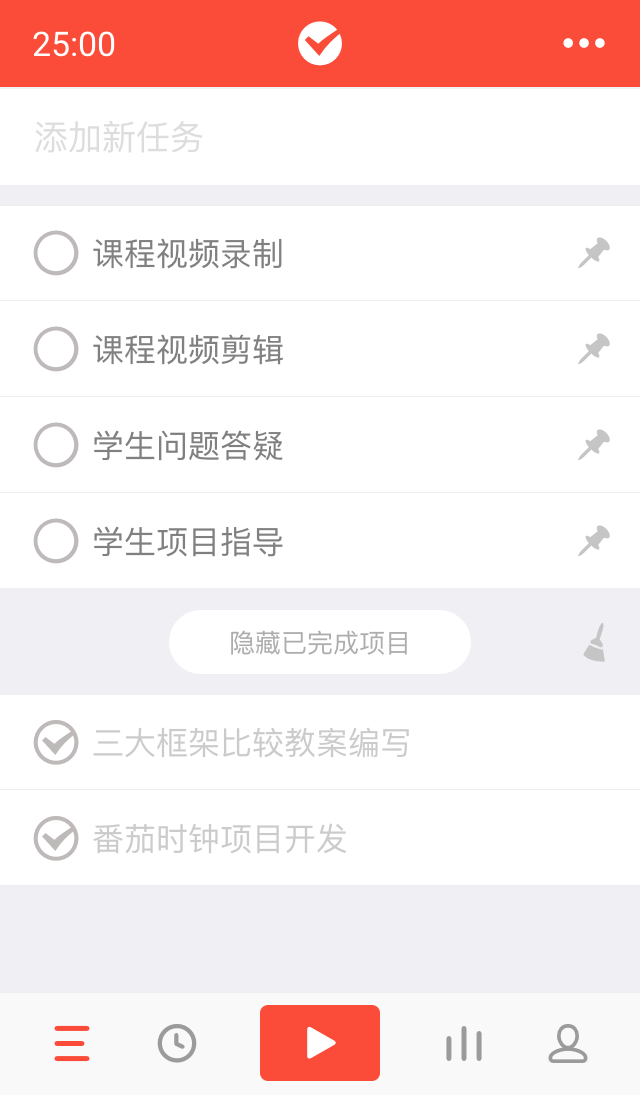 25:00
添加新任务
课程视频录制
课程视频剪辑
学生问题答疑
学生项目指导
隐藏已完成项目
三大框架比较教案编写
番茄时钟项目开发